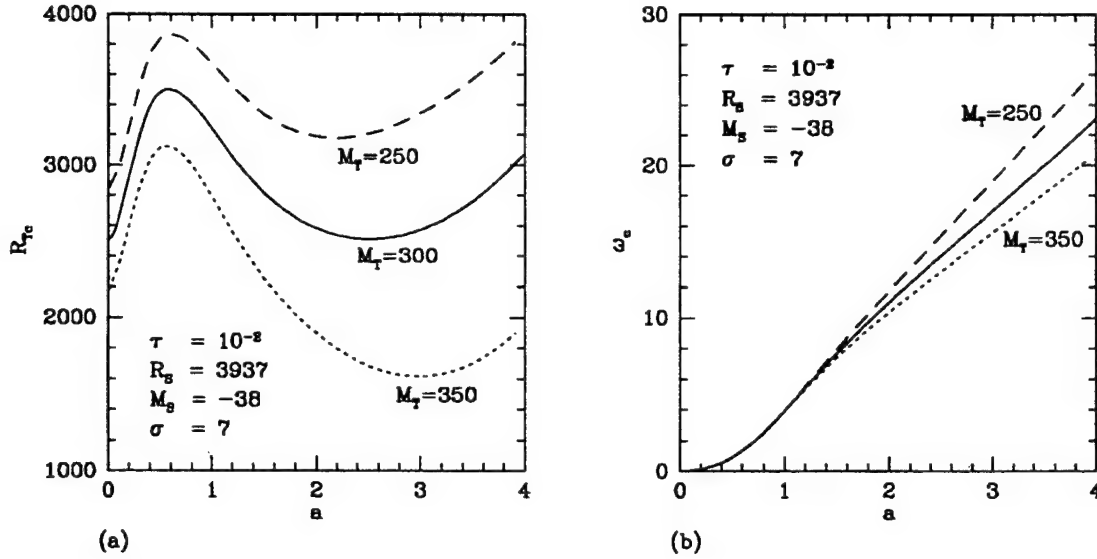 4000
3000
2000
1000
R_Tc
M_T=250
M_T=300
M_T=350
τ = 10⁻²
R_S = 3937
M_S = -38
σ = 7
0
1
2
3
4
a
(a)
30
20
10
0
ω_c
τ = 10⁻²
R_S = 3937
M_S = -38
σ = 7
M_T=250
M_T=350
0
1
2
3
4
a
(b)